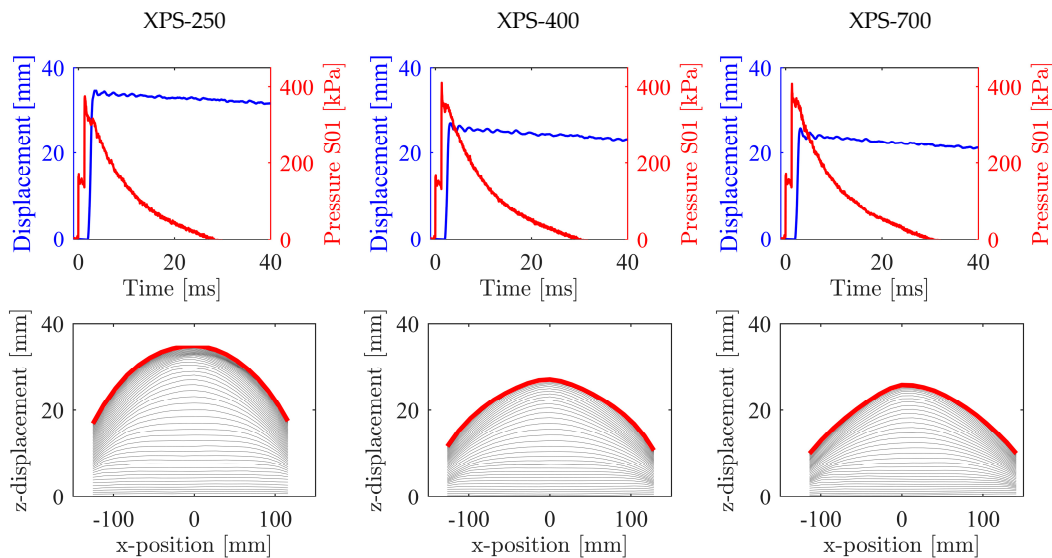 XPS-250 XPS-400 XPS-700
Displacement [mm] 40 20 0 Pressure S01 [kPa] 400 200 0 Displacement [mm] 40 20 0 Pressure S01 [kPa] 400 200 0 Displacement [mm] 40 20 0 Pressure S01 [kPa] 400 200 0
0 20 40 0 20 40 0 20 40
Time [ms] Time [ms] Time [ms]
z-displacement [mm] 40 20 0 z-displacement [mm] 40 20 0 z-displacement [mm] 40 20 0
-100 0 100 -100 0 100 -100 0 100
x-position [mm] x-position [mm] x-position [mm]